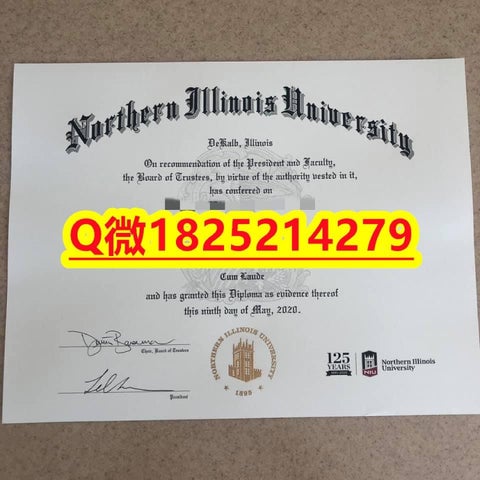 Northern Illinois University
DeKalb, Illinois
On recommendation of the President and Faculty,
the Board of Trustees, by virtue of the authority vested in it,
has conferred on
Q微1825214279
Cum Laude
and has granted this Diploma as evidence thereof
this ninth day of May, 2020.
Chair, Board of Trustees
President
NORTHERN ILLINOIS UNIVERSITY
1895
125
YEARS
NIU
Northern Illinois
University